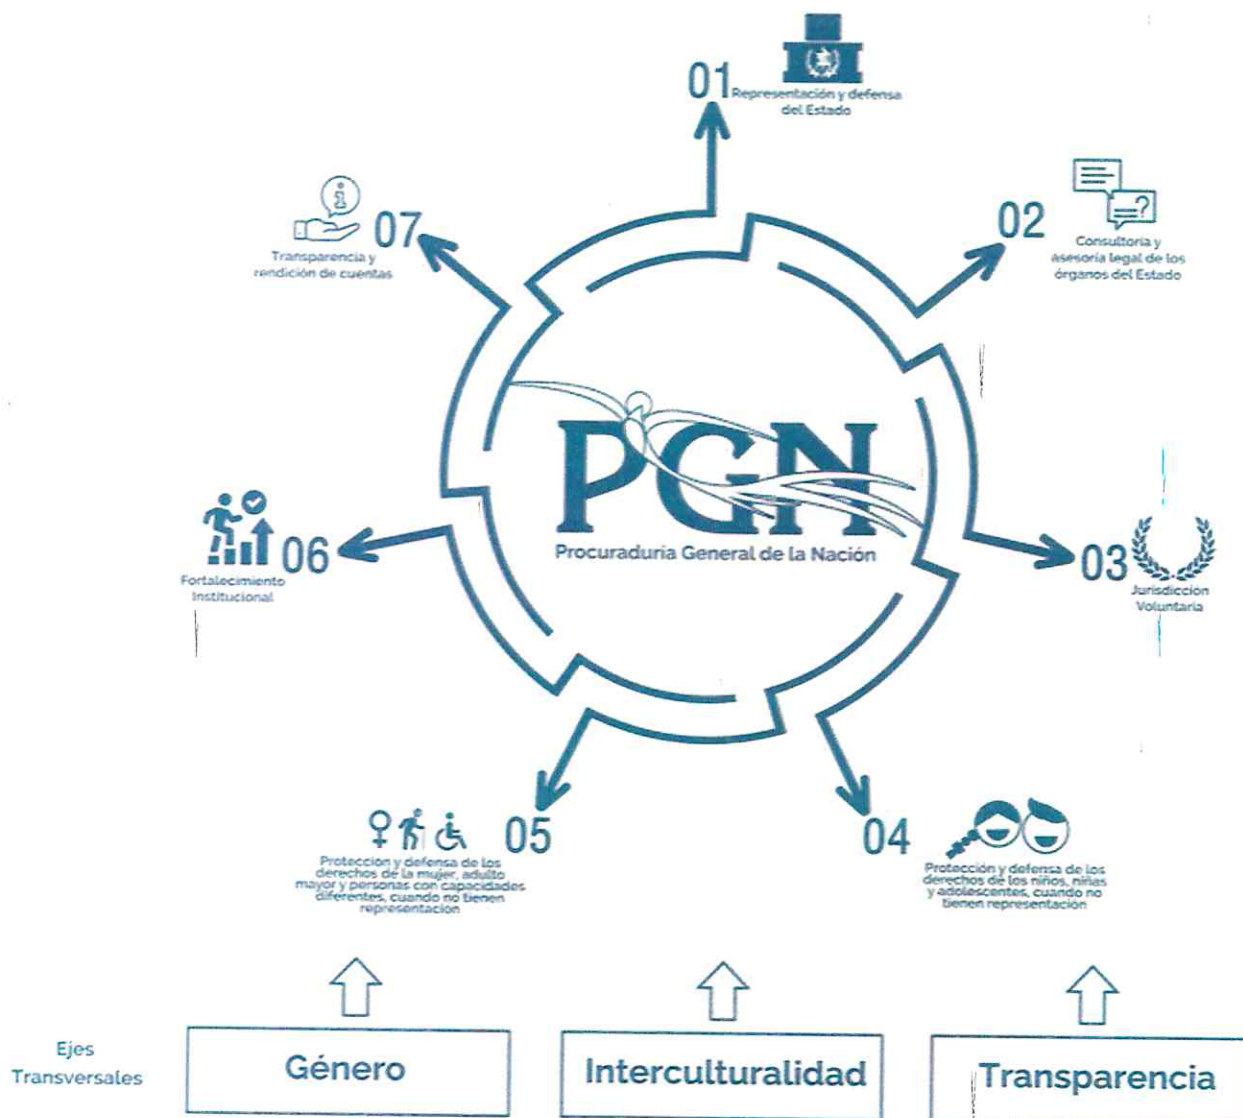 01
Representación y defensa
del Estado
02
Consultoría y
asesoría legal de los
órganos del Estado
03
Jurisdicción
Voluntaria
04
Protección y defensa de los
derechos de los niños, niñas
y adolescentes, cuando no
tienen representación
05
Protección y defensa de los
derechos de la mujer, adulto
mayor y personas con capacidades
diferentes, cuando no tienen
representación
06
Fortalecimiento
Institucional
07
Transparencia y
rendición de cuentas
PGN
Procuraduría General de la Nación
Ejes
Transversales
Género
Interculturalidad
Transparencia